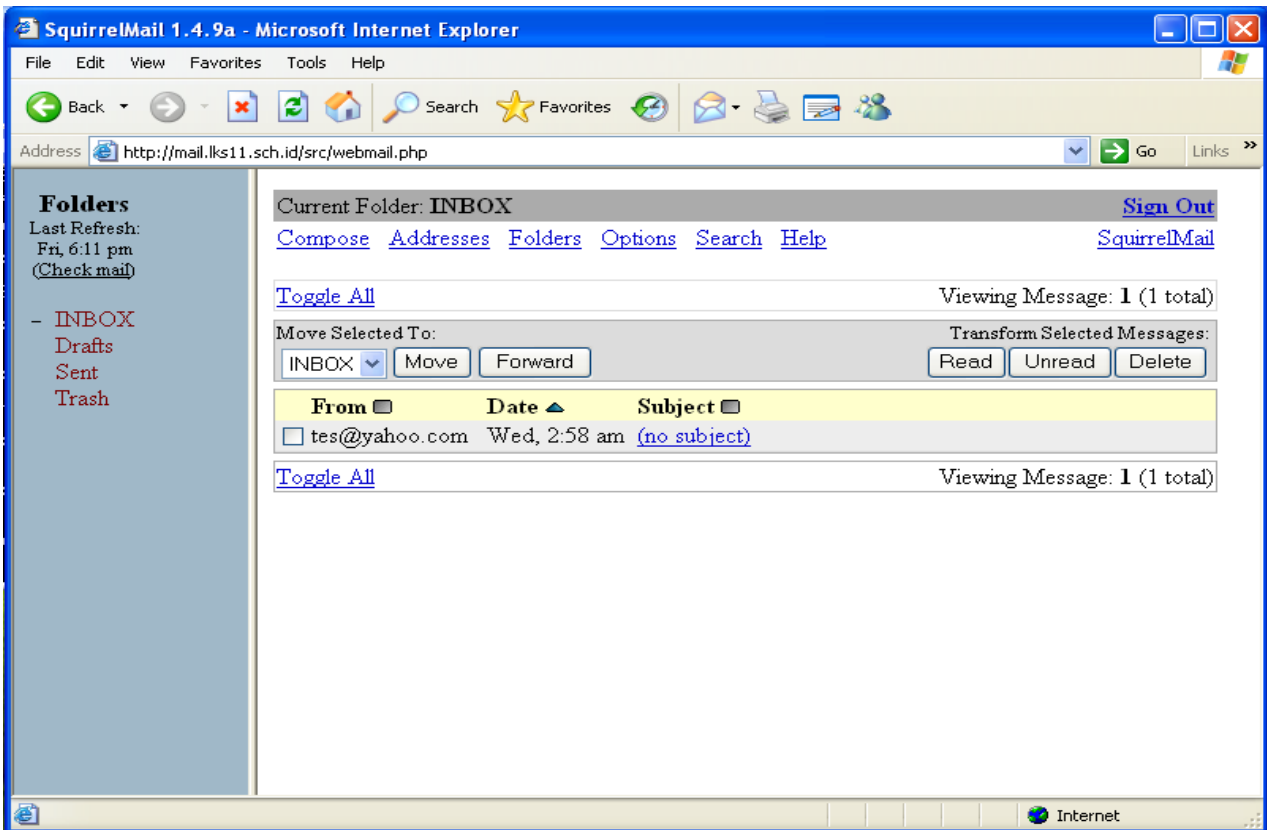 SquirrelMail 1.4.9a - Microsoft Internet Explorer
File Edit View Favorites Tools Help
Back Search Favorites
Address http://mail.lks11.sch.id/src/webmail.php Go Links »
Folders
Last Refresh:
Fri, 6:11 pm
(Check mail)
– INBOX
Drafts
Sent
Trash
Current Folder: INBOX Sign Out
Compose Addresses Folders Options Search Help SquirrelMail
Toggle All Viewing Message: 1 (1 total)
Move Selected To: Transform Selected Messages:
INBOX Move Forward Read Unread Delete
From Date Subject
tes@yahoo.com Wed, 2:58 am (no subject)
Toggle All Viewing Message: 1 (1 total)
Internet